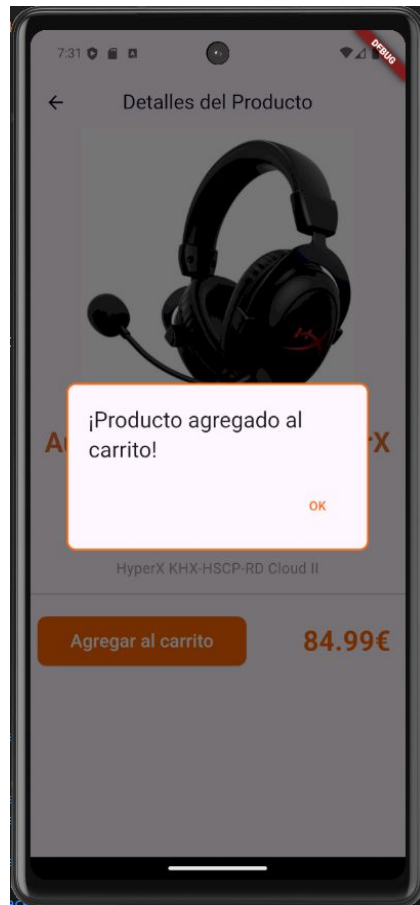 7:31
DEBUG
Detalles del Producto
¡Producto agregado al
carrito!
OK
HyperX KHX-HSCP-RD Cloud II
Agregar al carrito
84.99€